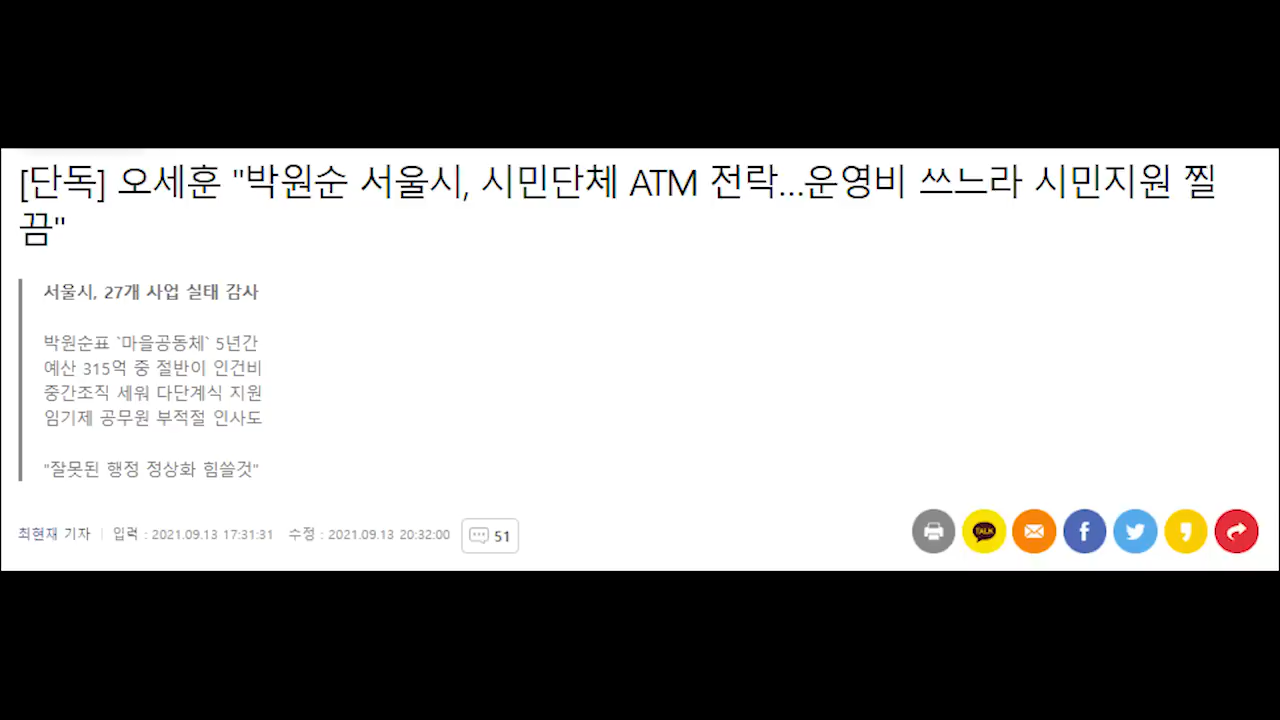 [단독] 오세훈 "박원순 서울시, 시민단체 ATM 전락...운영비 쓰느라 시민지원 찔
끔"
서울시, 27개 사업 실태 감사
박원순표 `마을공동체` 5년간
예산 315억 중 절반이 인건비
중간조직 세워 다단계식 지원
임기제 공무원 부적절 인사도
"잘못된 행정 정상화 힘쓸것"
최현재 기자 | 입력 : 2021.09.13 17:31:31 수정 : 2021.09.13 20:32:00 51
TALK